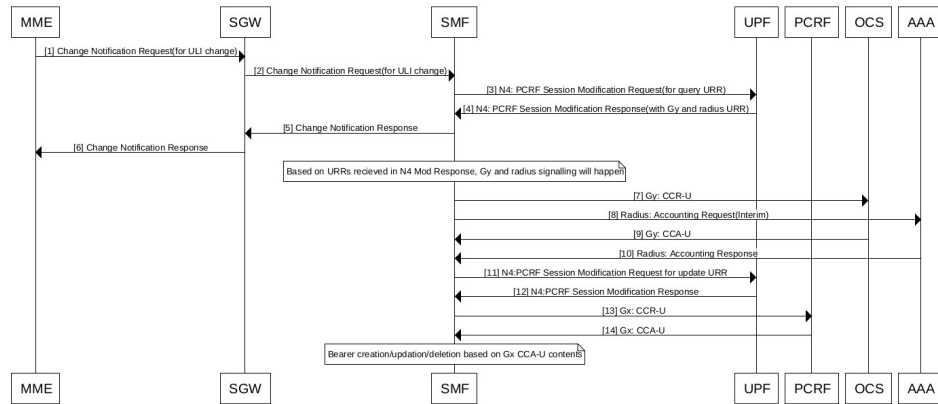 MME SGW SMF UPF PCRF OCS AAA
[1] Change Notification Request(for ULI change)
[2] Change Notification Request(for ULI change)
[3] N4: PCRF Session Modification Request(for query URR)
[4] N4: PCRF Session Modification Response(with Gy and radius URR)
[5] Change Notification Response
[6] Change Notification Response
Based on URRs recieved in N4 Mod Response, Gy and radius signalling will happen
[7] Gy: CCR-U
[8] Radius: Accounting Request(Interim)
[9] Gy: CCA-U
[10] Radius: Accounting Response
[11] N4:PCRF Session Modification Request for update URR
[12] N4:PCRF Session Modification Response
[13] Gx: CCR-U
[14] Gx: CCA-U
Bearer creation/updation/deletion based on Gx CCA-U contents
MME SGW SMF UPF PCRF OCS AAA